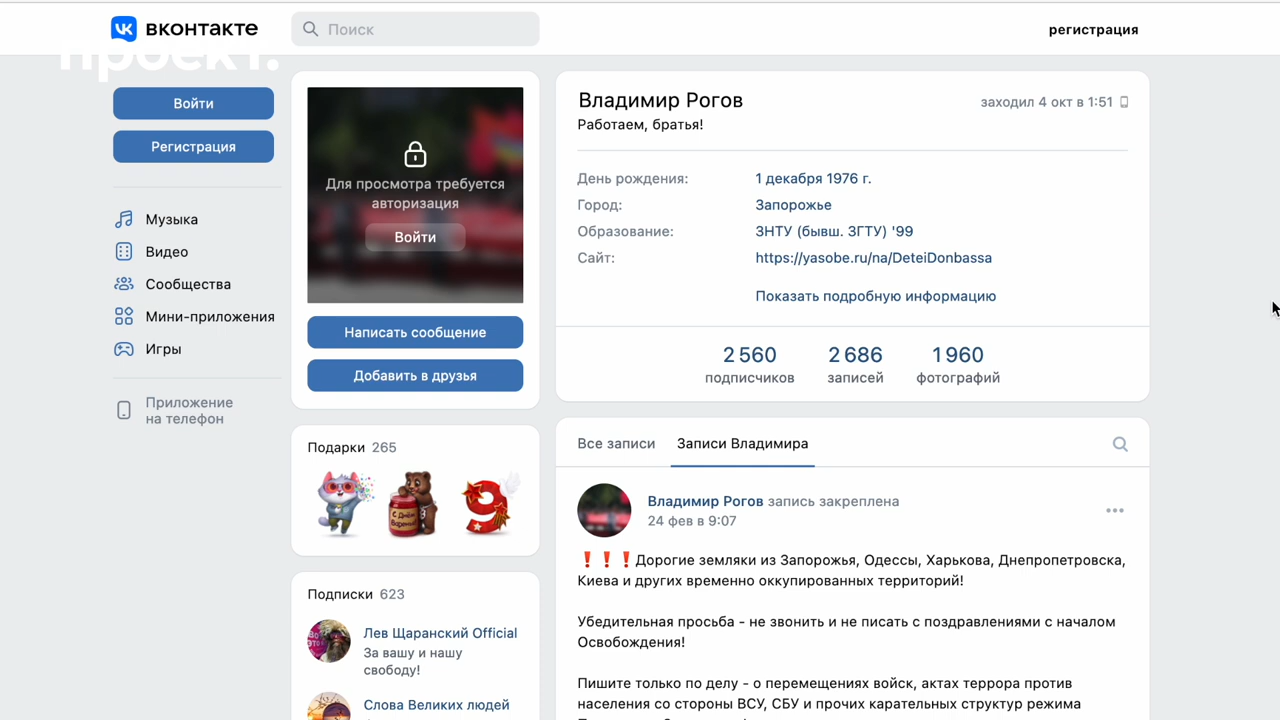 вконтакте
Поиск
регистрация
проект.
Войти
Регистрация
Музыка
Видео
Сообщества
Мини-приложения
Игры
Приложение
на телефон
Для просмотра требуется
авторизация
Войти
Написать сообщение
Добавить в друзья
Подарки 265
С Днём
Варенья!
9
Подписки 623
Лев Щаранский Official
За вашу и нашу
свободу!
Слова Великих людей
Владимир Рогов
заходил 4 окт в 1:51
Работаем, братья!
День рождения: 1 декабря 1976 г.
Город: Запорожье
Образование: ЗНТУ (бывш. ЗГТУ) '99
Сайт: https://yasobe.ru/na/DeteiDonbassa
Показать подробную информацию
2 560 2 686 1 960
подписчиков записей фотографий
Все записи Записи Владимира
Владимир Рогов запись закреплена
24 фев в 9:07
❗❗❗Дорогие земляки из Запорожья, Одессы, Харькова, Днепропетровска,
Киева и других временно оккупированных территорий!
Убедительная просьба - не звонить и не писать с поздравлениями с началом
Освобождения!
Пишите только по делу - о перемещениях войск, актах террора против
населения со стороны ВСУ, СБУ и прочих карательных структур режима